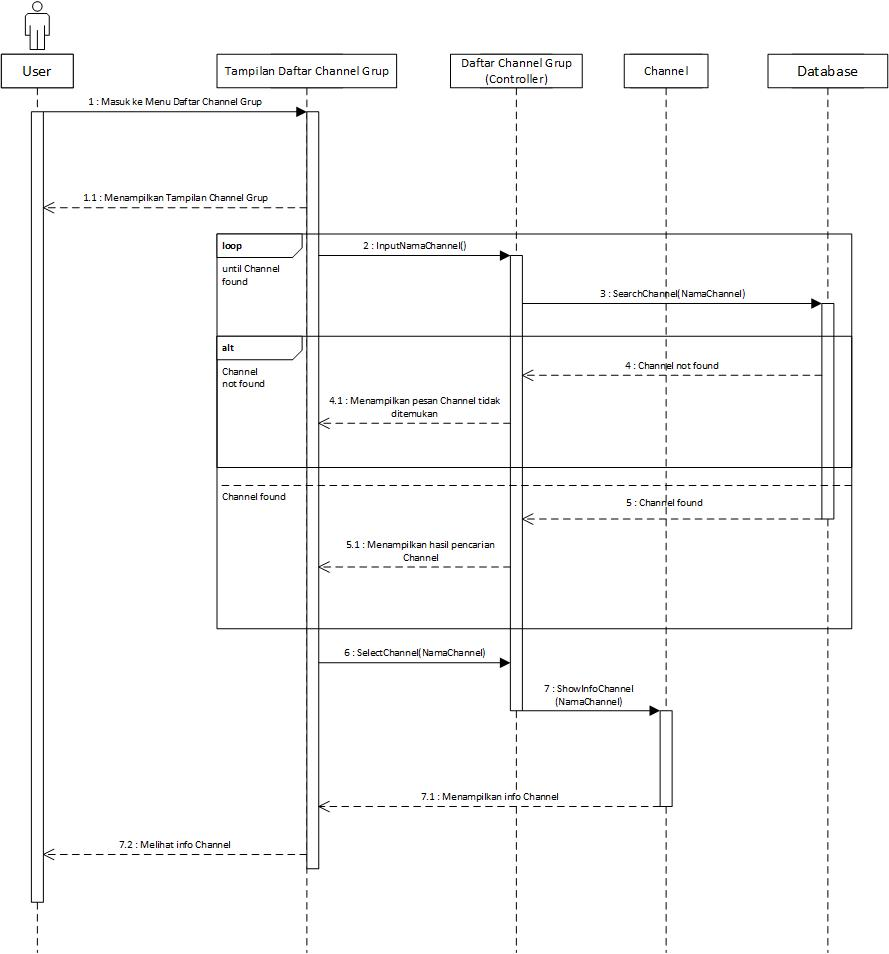 User
Tampilan Daftar Channel Grup
Daftar Channel Grup
(Controller)
Channel
Database
1 : Masuk ke Menu Daftar Channel Grup
1.1 : Menampilkan Tampilan Channel Grup
loop
until Channel
found
2 : InputNamaChannel()
3 : SearchChannel(NamaChannel)
alt
Channel
not found
4 : Channel not found
4.1 : Menampilkan pesan Channel tidak
ditemukan
Channel found
5 : Channel found
5.1 : Menampilkan hasil pencarian
Channel
6 : SelectChannel(NamaChannel)
7 : ShowInfoChannel
(NamaChannel)
7.1 : Menampilkan info Channel
7.2 : Melihat info Channel